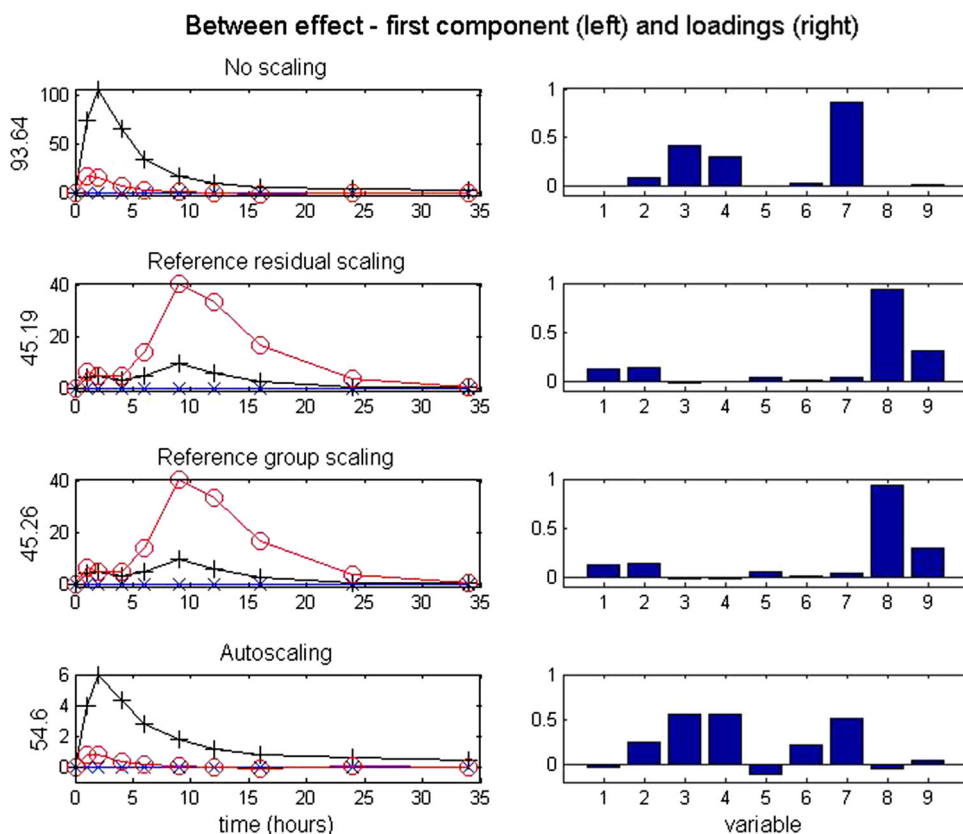 Between effect - first component (left) and loadings (right)
No scaling
93.64
100
50
0
0 5 10 15 20 25 30 35
1
0.5
0
1 2 3 4 5 6 7 8 9
Reference residual scaling
45.19
40
20
0
0 5 10 15 20 25 30 35
1
0.5
0
1 2 3 4 5 6 7 8 9
Reference group scaling
45.26
40
20
0
0 5 10 15 20 25 30 35
1
0.5
0
1 2 3 4 5 6 7 8 9
Autoscaling
54.6
6
4
2
0
0 5 10 15 20 25 30 35
time (hours)
1
0.5
0
1 2 3 4 5 6 7 8 9
variable